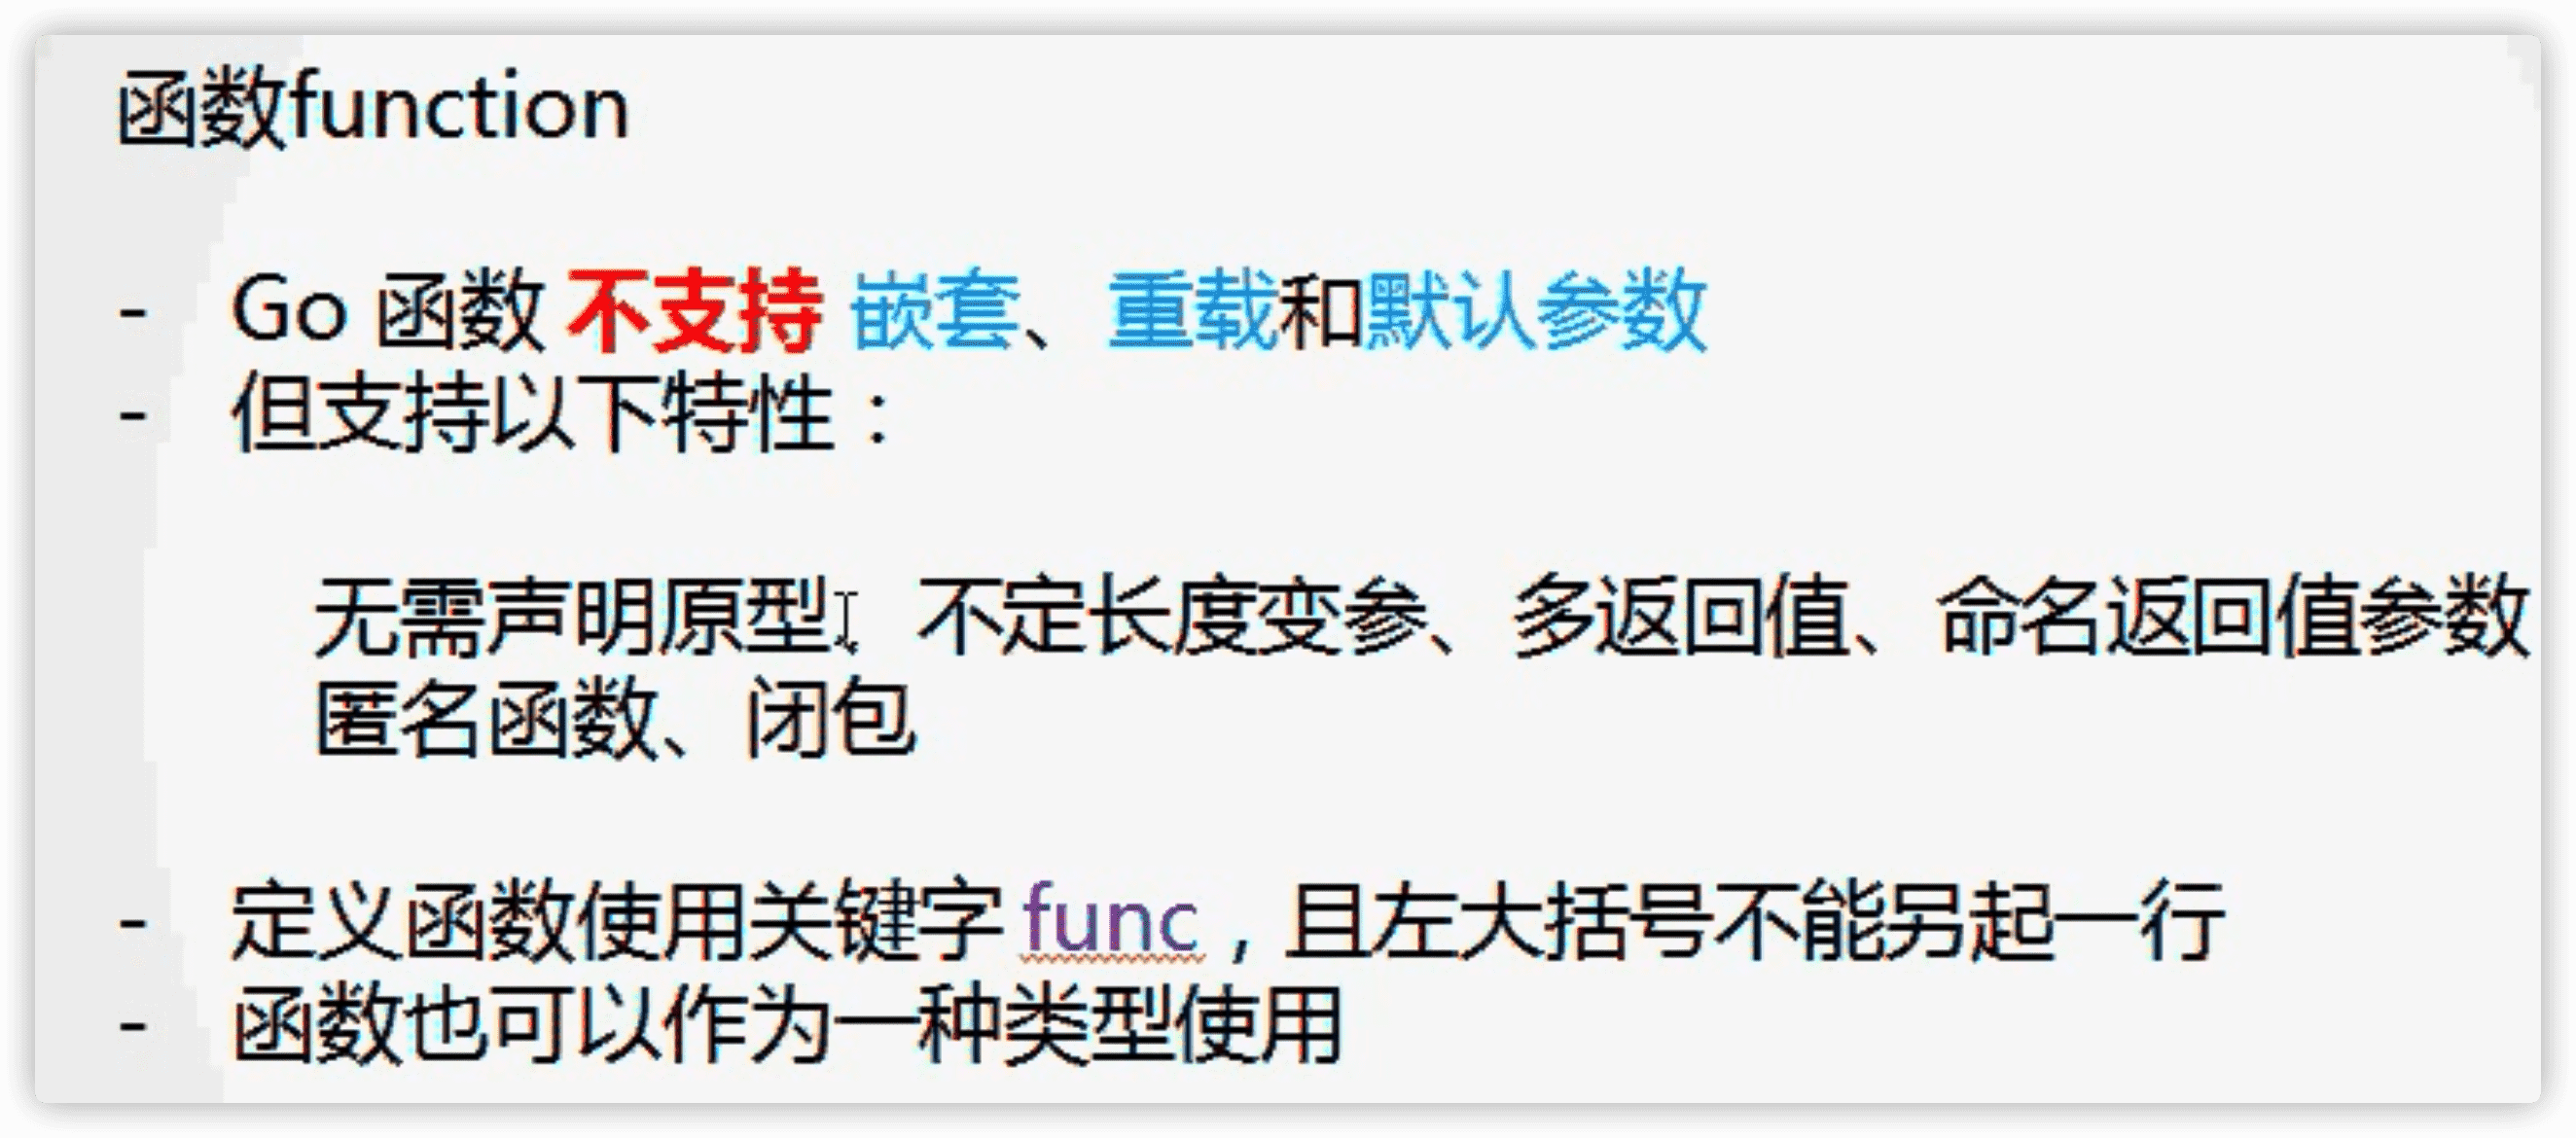 函数function
- Go 函数 不支持 嵌套、重载和默认参数
- 但支持以下特性：
无需声明原型、不定长度变参、多返回值、命名返回值参数
匿名函数、闭包
- 定义函数使用关键字 func，且左大括号不能另起一行
- 函数也可以作为一种类型使用